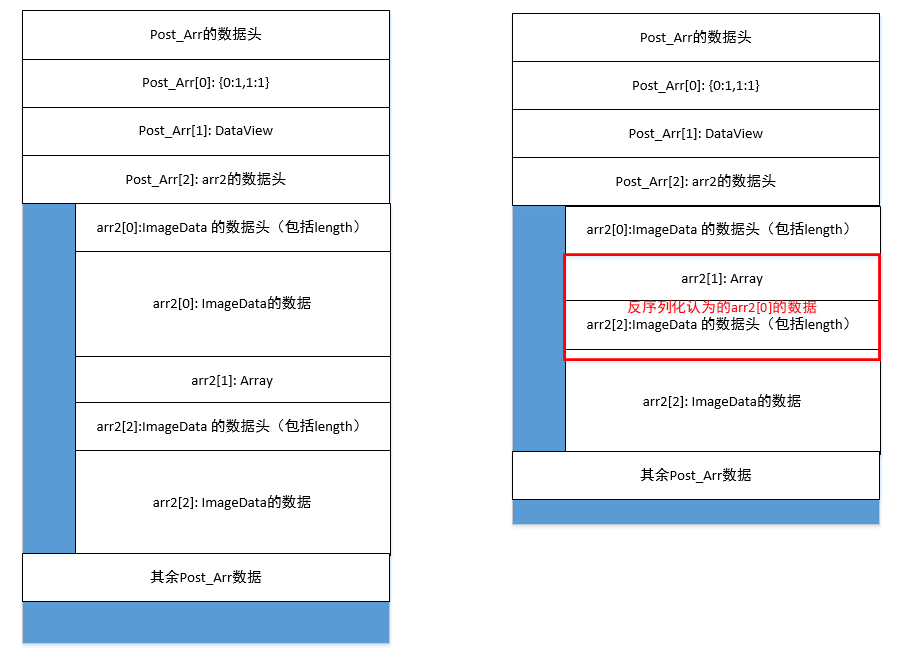 Post_Arr的数据头
Post_Arr[0]: {0:1,1:1}
Post_Arr[1]: DataView
Post_Arr[2]: arr2的数据头
arr2[0]:ImageData 的数据头（包括length）
arr2[0]: ImageData的数据
arr2[1]: Array
arr2[2]:ImageData 的数据头（包括length）
arr2[2]: ImageData的数据
其余Post_Arr数据
Post_Arr的数据头
Post_Arr[0]: {0:1,1:1}
Post_Arr[1]: DataView
Post_Arr[2]: arr2的数据头
arr2[0]:ImageData 的数据头（包括length）
arr2[1]: Array
反序列化认为的arr2[0]的数据
arr2[2]:ImageData 的数据头（包括length）
arr2[2]: ImageData的数据
其余Post_Arr数据